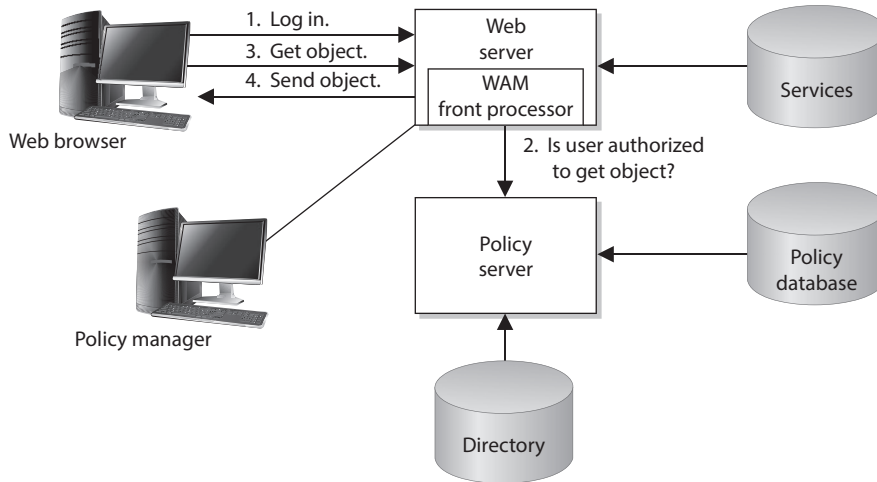 1. Log in.
3. Get object.
4. Send object.
Web browser
Web
server
WAM
front processor
Services
2. Is user authorized
to get object?
Policy manager
Policy
server
Policy
database
Directory